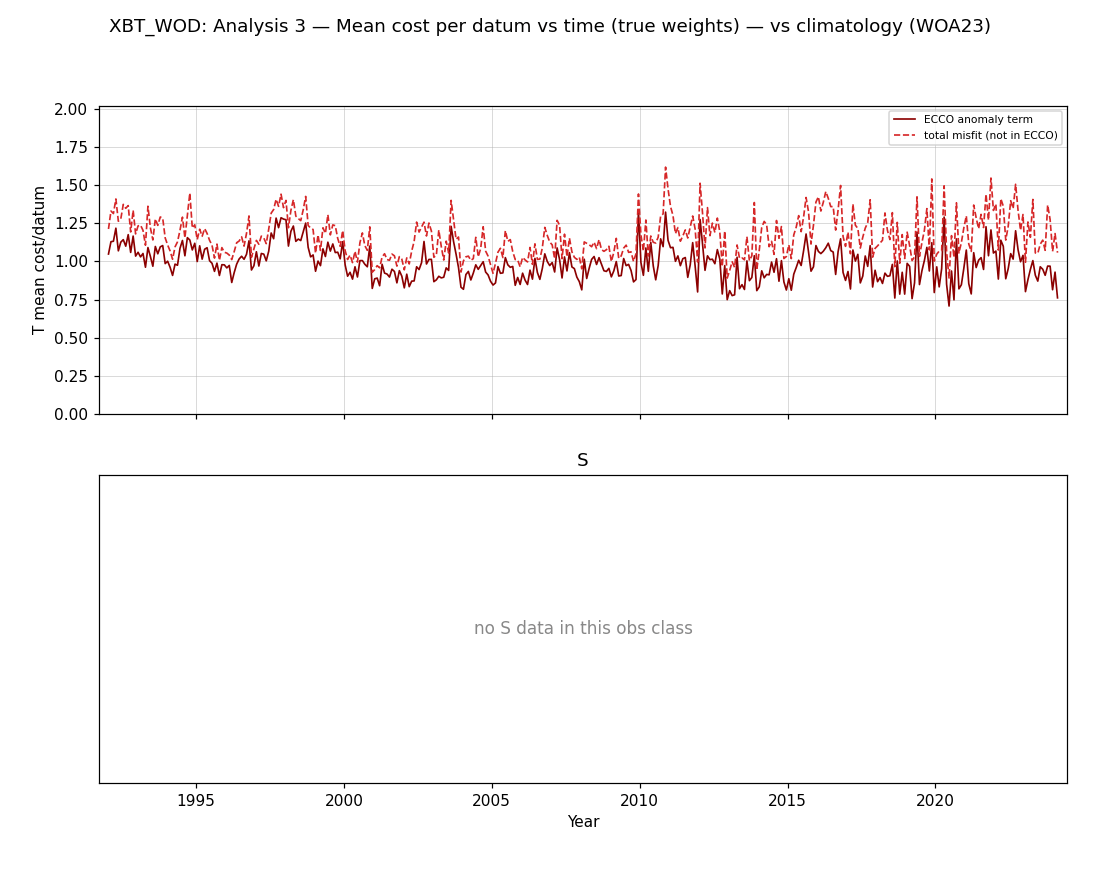 XBT_WOD: Analysis 3 — Mean cost per datum vs time (true weights) — vs climatology (WOA23)
2.00
1.75
1.50
1.25
1.00
0.75
0.50
0.25
0.00
T mean cost/datum
ECCO anomaly term
total misfit (not in ECCO)
S
no S data in this obs class
1995
2000
2005
2010
2015
2020
Year